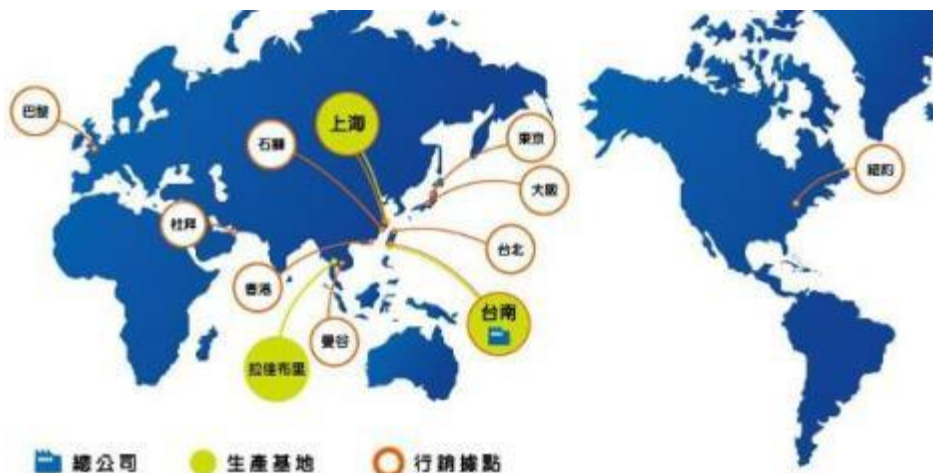 巴黎
上海
石獅
東京
大阪
紐約
杜拜
台北
香港
台南
曼谷
拉佳布里
總公司
生產基地
行銷據點